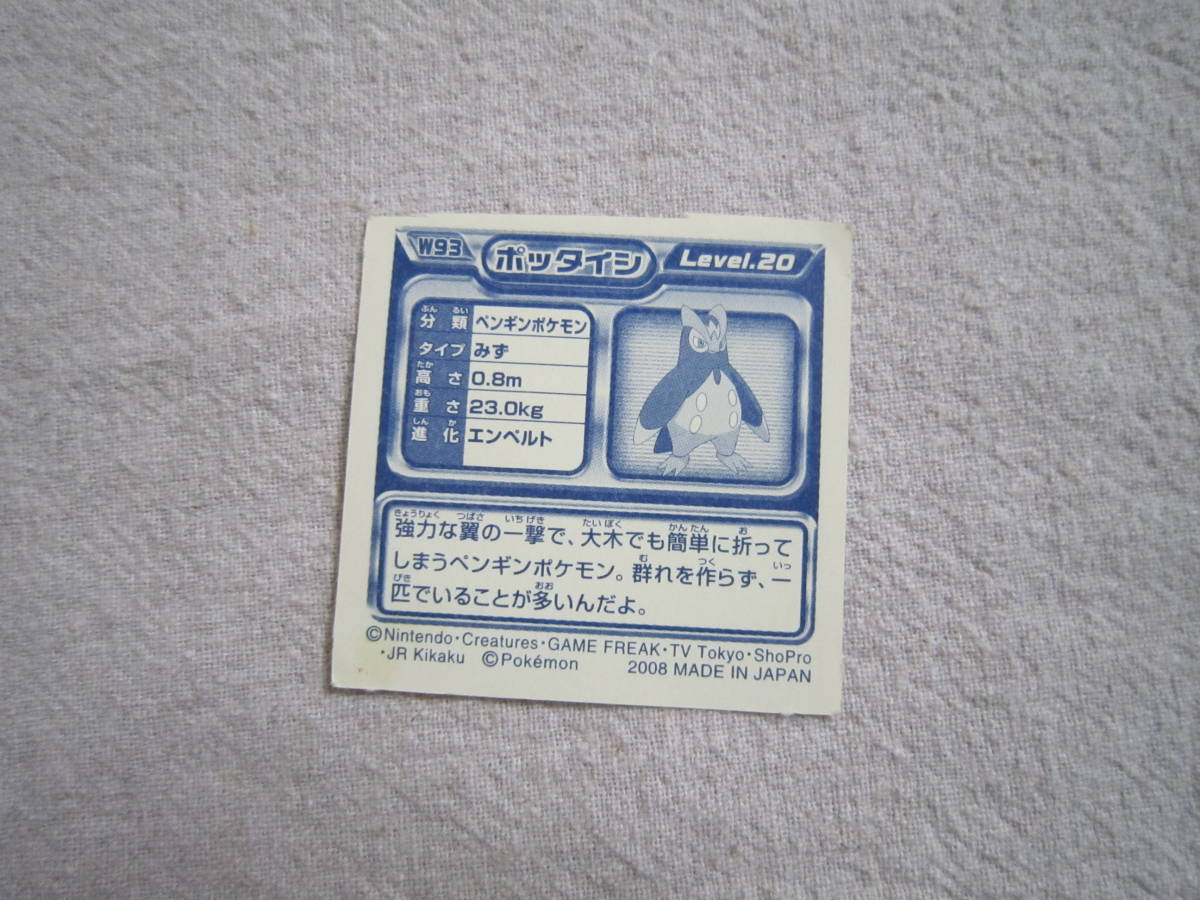 W93 ポッタイシ Level.20
分類 ペンギンポケモン
タイプ みず
高さ 0.8m
重さ 23.0kg
進化 エンペルト
強力な翼の一撃で、大木でも簡単に折って
しまうペンギンポケモン。群れを作らず、一
匹でいることが多いんだよ。
©Nintendo・Creatures・GAME FREAK・TV Tokyo・ShoPro
・JR Kikaku ©Pokémon 2008 MADE IN JAPAN